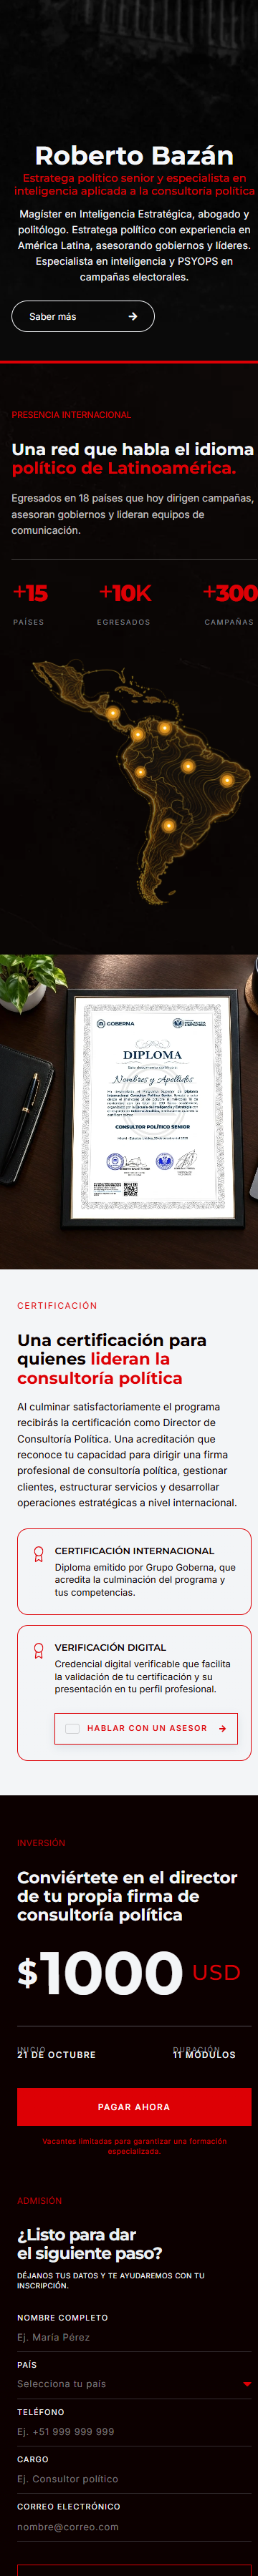 Roberto Bazán
Estratega político senior y especialista en
inteligencia aplicada a la consultoría política
Magíster en Inteligencia Estratégica, abogado y
politólogo. Estratega político con experiencia en
América Latina, asesorando gobiernos y líderes.
Especialista en inteligencia y PSYOPS en
campañas electorales.
Saber más
PRESENCIA INTERNACIONAL
Una red que habla el idioma
político de Latinoamérica.
Egresados en 18 países que hoy dirigen campañas,
asesoran gobiernos y lideran equipos de
comunicación.
+15 +10K +300
PAÍSES EGRESADOS CAMPAÑAS
GOBERNA
DIPLOMA
Nombres y Apellidos
CONSULTOR POLÍTICO SENIOR
CERTIFICACIÓN
Una certificación para
quienes lideran la
consultoría política
Al culminar satisfactoriamente el programa
recibirás la certificación como Director de
Consultoría Política. Una acreditación que
reconoce tu capacidad para dirigir una firma
profesional de consultoría política, gestionar
clientes, estructurar servicios y desarrollar
operaciones estratégicas a nivel internacional.
CERTIFICACIÓN INTERNACIONAL
Diploma emitido por Grupo Goberna, que
acredita la culminación del programa y
tus competencias.
VERIFICACIÓN DIGITAL
Credencial digital verificable que facilita
la validación de tu certificación y su
presentación en tu perfil profesional.
HABLAR CON UN ASESOR
INVERSIÓN
Conviértete en el director
de tu propia firma de
consultoría política
$1000 USD
INICIO DURACIÓN
21 DE OCTUBRE 11 MÓDULOS
PAGAR AHORA
Vacantes limitadas para garantizar una formación
especializada.
ADMISIÓN
¿Listo para dar
el siguiente paso?
DÉJANOS TUS DATOS Y TE AYUDAREMOS CON TU
INSCRIPCIÓN.
NOMBRE COMPLETO
Ej. María Pérez
PAÍS
Selecciona tu país
TELÉFONO
Ej. +51 999 999 999
CARGO
Ej. Consultor político
CORREO ELECTRÓNICO
nombre@correo.com